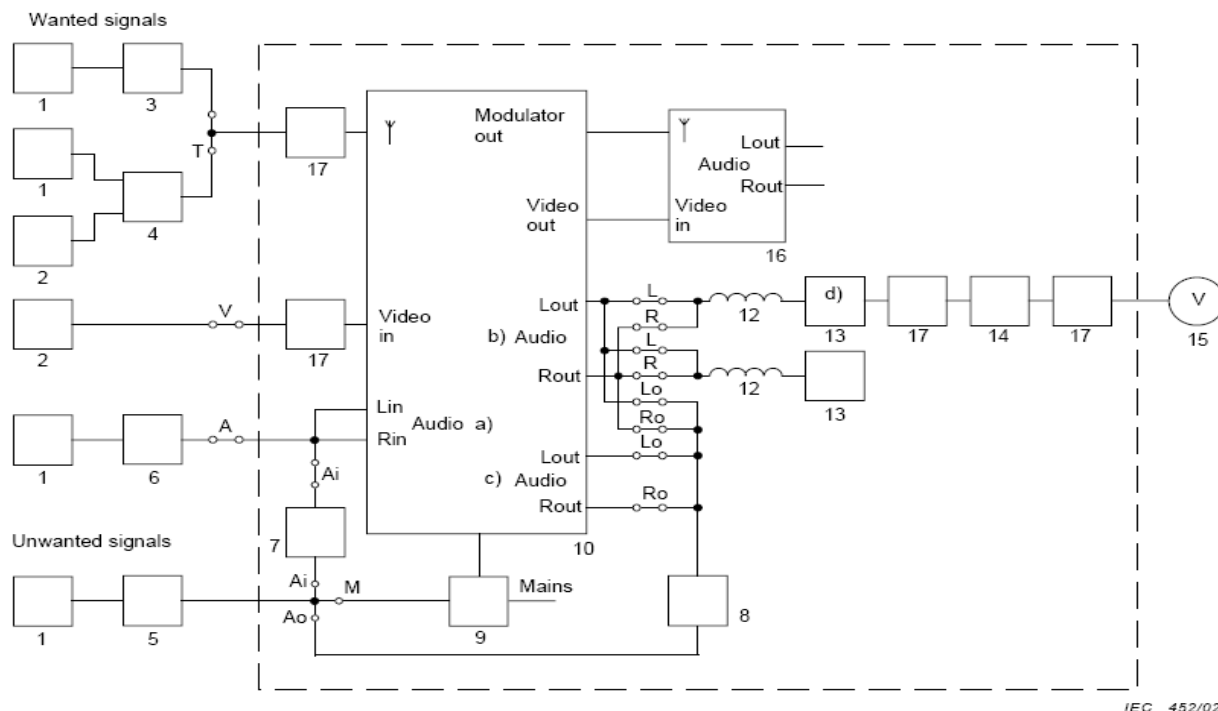 Wanted signals
1
3
T
17
1
4
2
Modulator out
Lout
Audio
Rout
Video out
Video in
16
2
V
17
Video in
Lout
b) Audio
Rout
L
R
L
R
Lo
Ro
Lo
Ro
12
12
d)
13
13
17
14
17
V
15
1
6
A
Lin
Rin
Audio a)
Ai
7
Lout
c) Audio
Rout
10
Unwanted signals
1
5
Ai
M
Ao
Mains
9
8
IEC 452/02